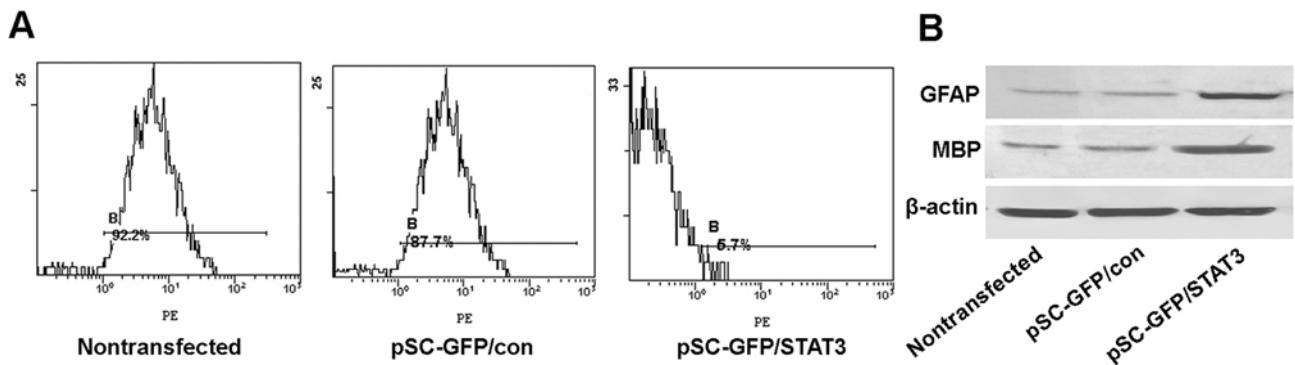 A
25
B
92.2%
10⁰ 10¹ 10² 10³
PE
Nontransfected
25
B
87.7%
10⁰ 10¹ 10² 10³
PE
pSC-GFP/con
33
B
5.7%
10⁰ 10¹ 10² 10³
PE
pSC-GFP/STAT3
B
GFAP
MBP
β-actin
Nontransfected
pSC-GFP/con
pSC-GFP/STAT3